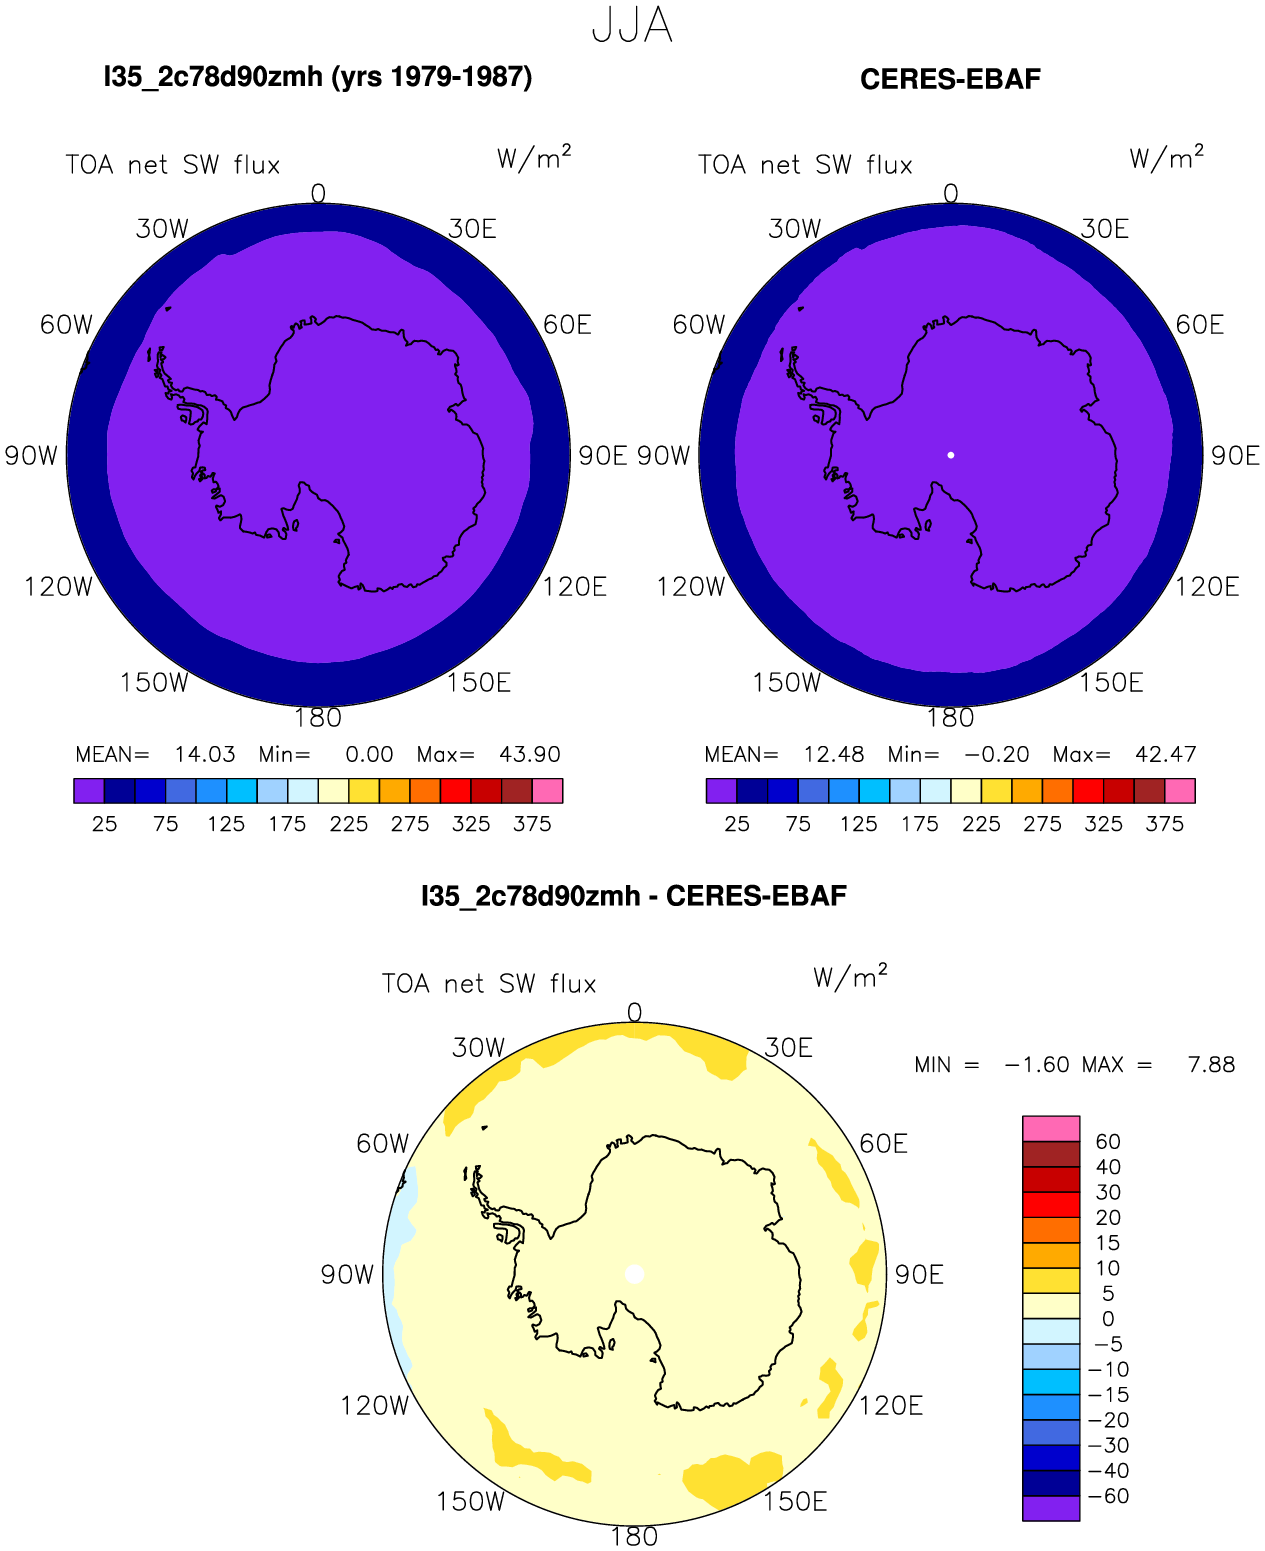 JJA
l35_2c78d90zmh (yrs 1979-1987) CERES-EBAF
TOA net SW flux W/m² TOA net SW flux W/m²
0 0
30W 30E 30W 30E
60W 60E 60W 60E
90W 90E 90W 90E
120W 120E 120W 120E
150W 150E 150W 150E
180 180
MEAN= 14.03 Min= 0.00 Max= 43.90 MEAN= 12.48 Min= −0.20 Max= 42.47
25 75 125 175 225 275 325 375 25 75 125 175 225 275 325 375
l35_2c78d90zmh - CERES-EBAF
TOA net SW flux W/m²
0
30W 30E
MIN = −1.60 MAX = 7.88
60W 60E
90W 90E
120W 120E
150W 150E
180
60
40
30
20
15
10
5
0
−5
−10
−15
−20
−30
−40
−60